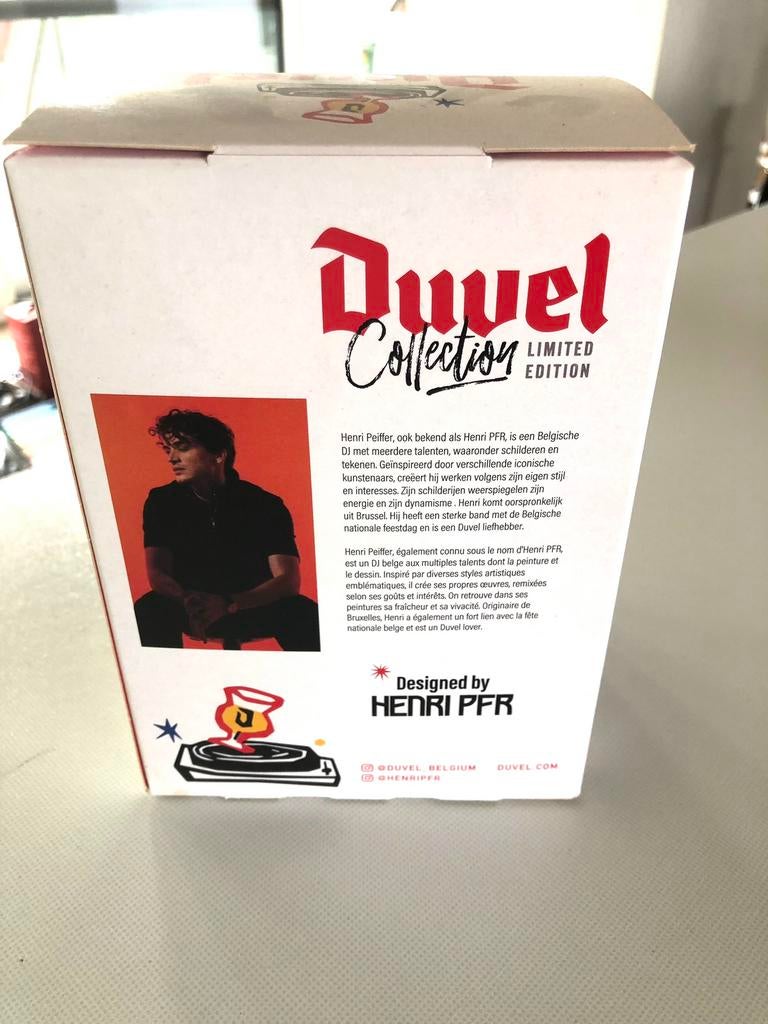 Duvel
Collection LIMITED
EDITION
Henri Peiffer, ook bekend als Henri PFR, is een Belgische
DJ met meerdere talenten, waaronder schilderen en
tekenen. Geïnspireerd door verschillende iconische
kunstenaars, creëert hij werken volgens zijn eigen stijl
en interesses. Zijn schilderijen weerspiegelen zijn
energie en zijn dynamisme . Henri komt oorspronkelijk
uit Brussel. Hij heeft een sterke band met de Belgische
nationale feestdag en is een Duvel liefhebber.
Henri Peiffer, également connu sous le nom d'Henri PFR,
est un DJ belge aux multiples talents dont la peinture et
le dessin. Inspiré par diverses styles artistiques
emblématiques, il crée ses propres œuvres, remixées
selon ses goûts et intérêts. On retrouve dans ses
peintures sa fraîcheur et sa vivacité. Originaire de
Bruxelles, Henri a également un fort lien avec la fête
nationale belge et est un Duvel lover.
Designed by
HENRI PFR
@DUVEL_BELGIUM DUVEL.COM
@HENRIPFR